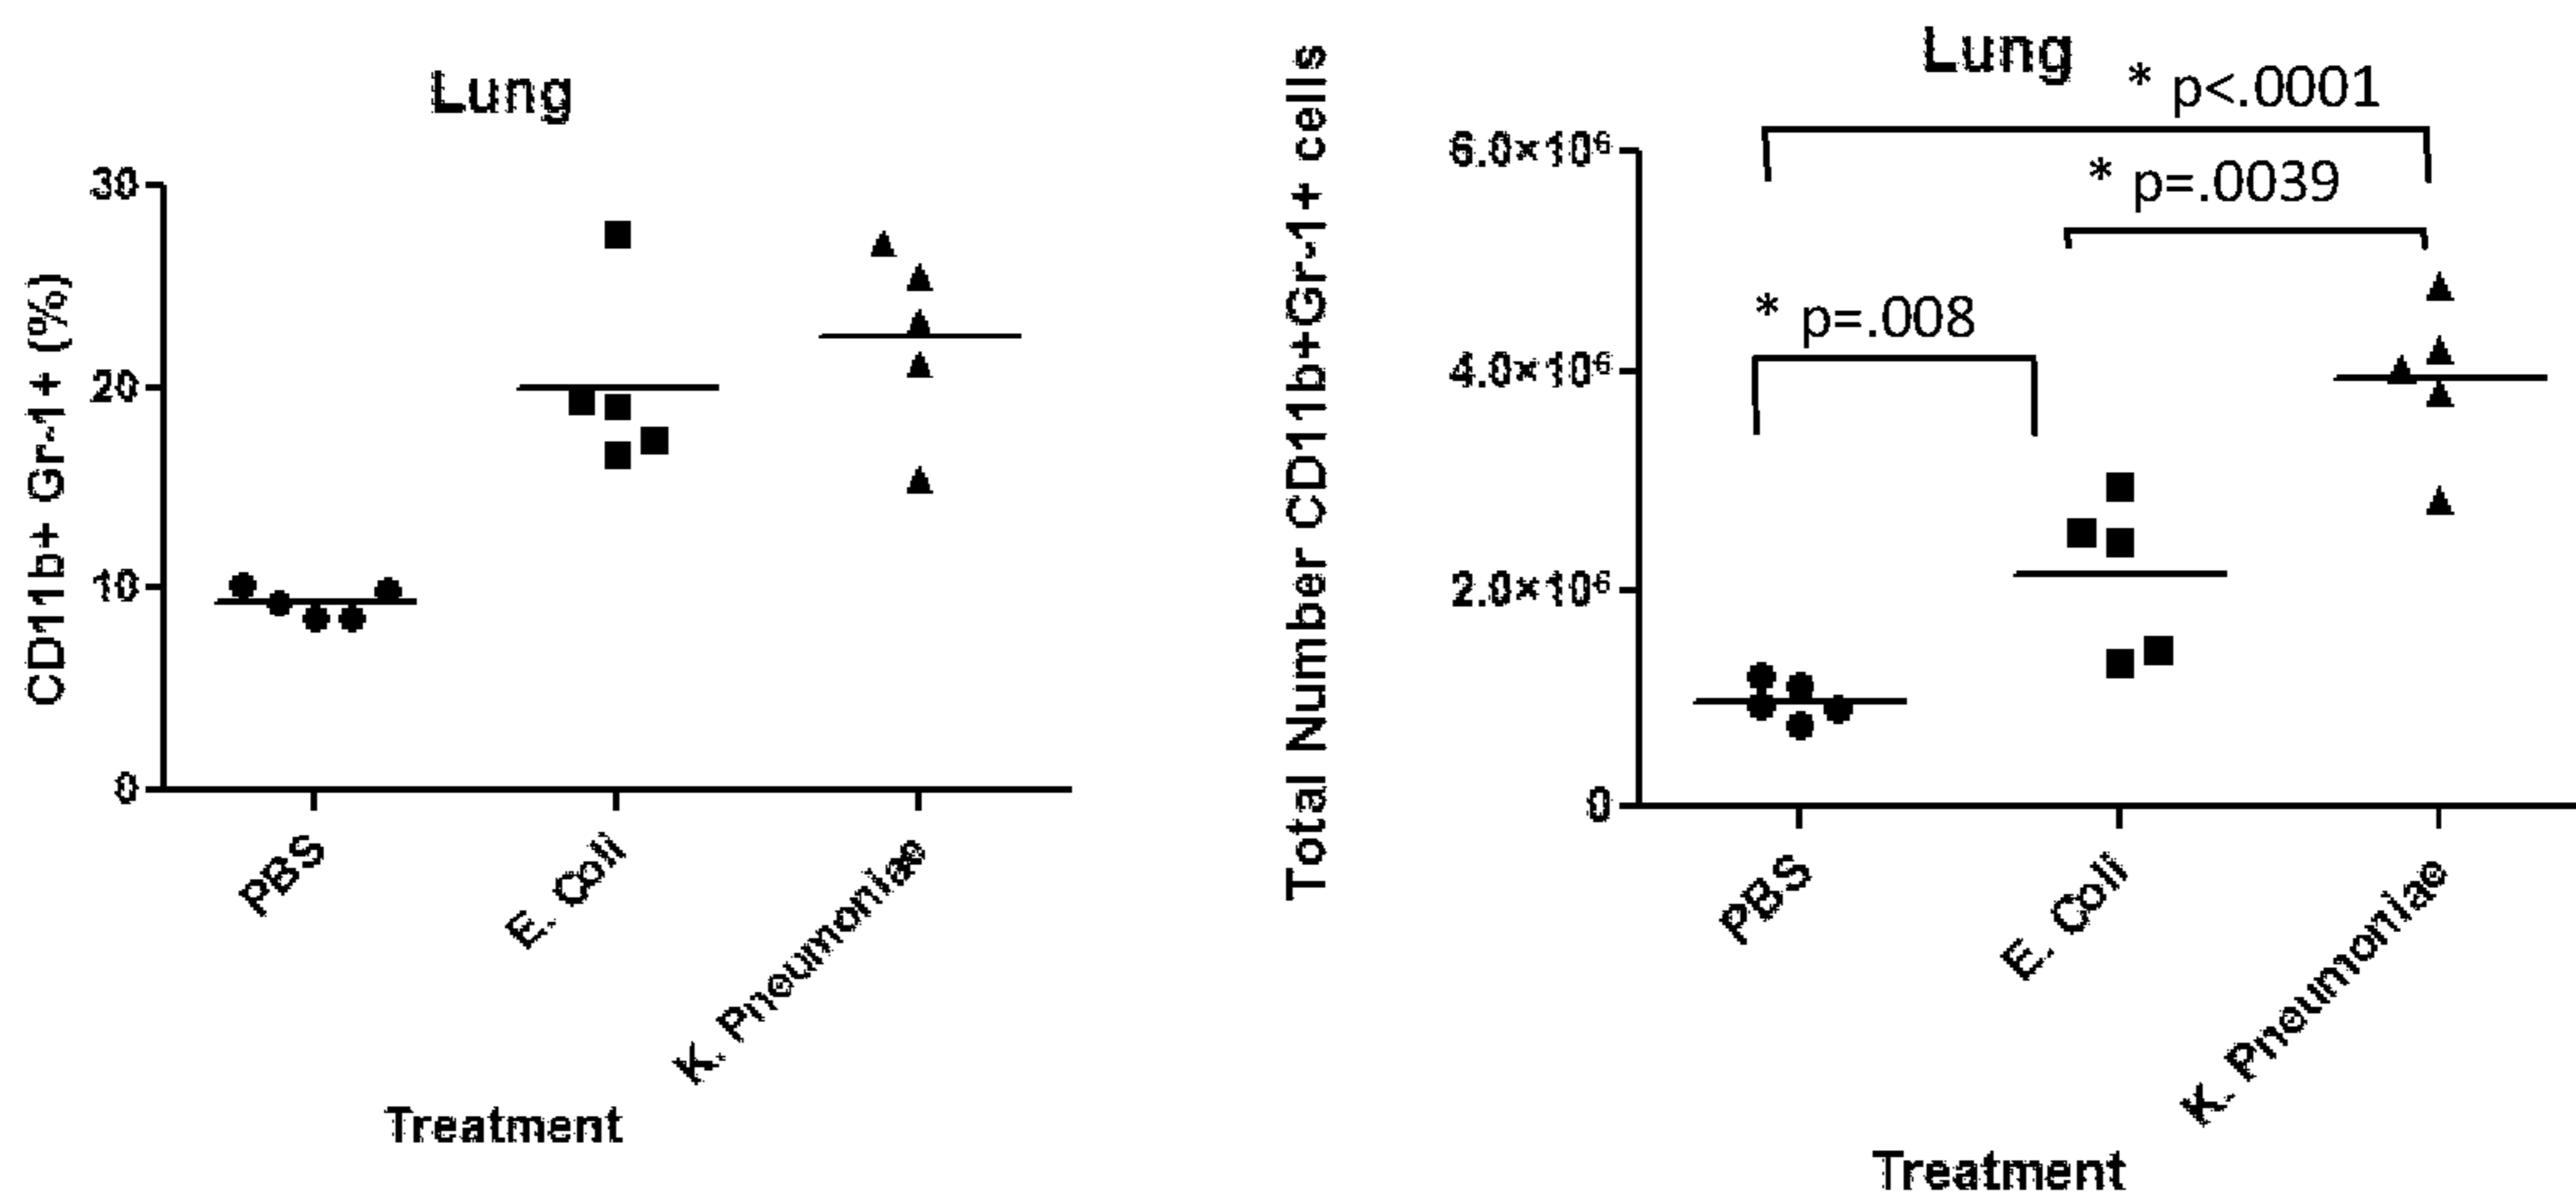 Lung
CD11b+ Gr-1+ (%)
30
20
10
0
PBS
E. Coli
K. Pneumoniae
Treatment
Lung
* p<.0001
* p=.0039
* p=.008
Total Number CD11b+Gr-1+ cells
6.0×10⁶
4.0×10⁶
2.0×10⁶
0
PBS
E. Coli
K. Pneumoniae
Treatment